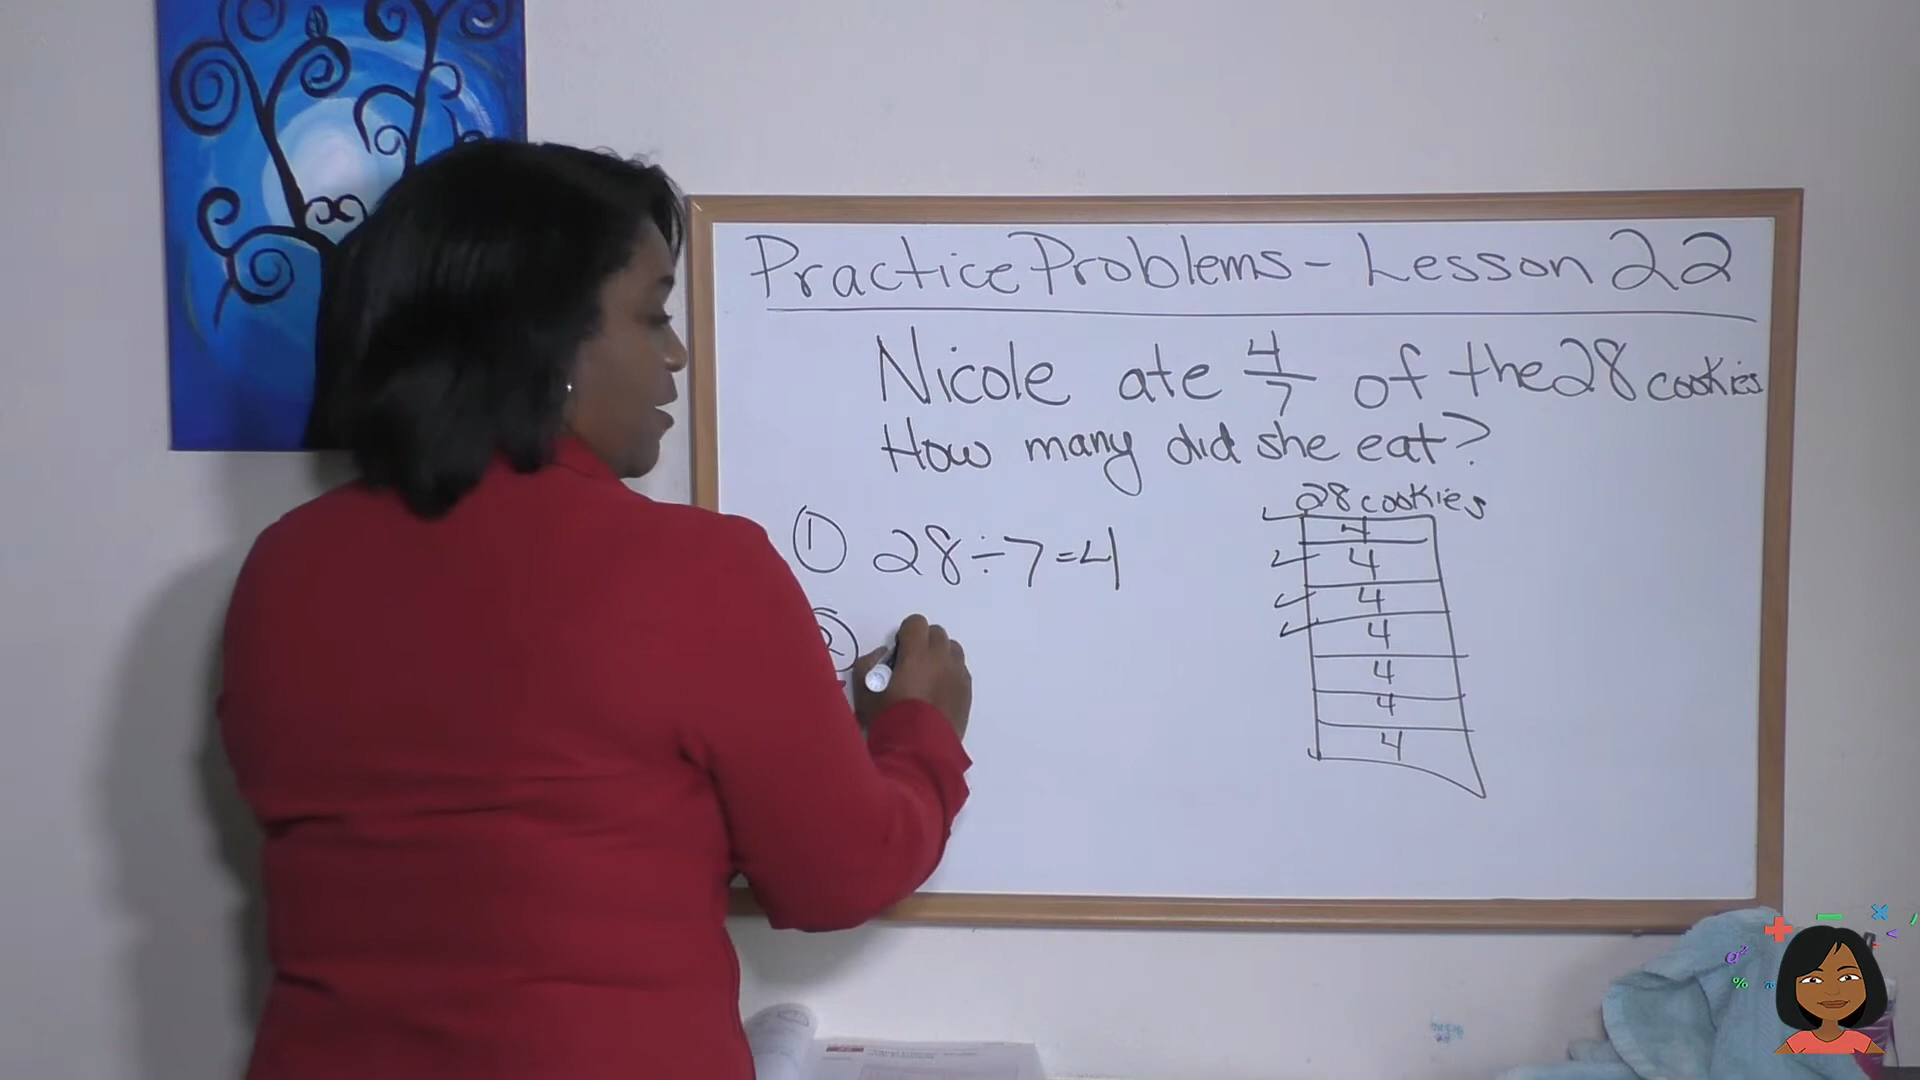 Practice Problems - Lesson 22
Nicole ate 4/7 of the 28 cookies
How many did she eat?
28 cookies
① 28÷7=4
4
4
4
4
4
4
4
②